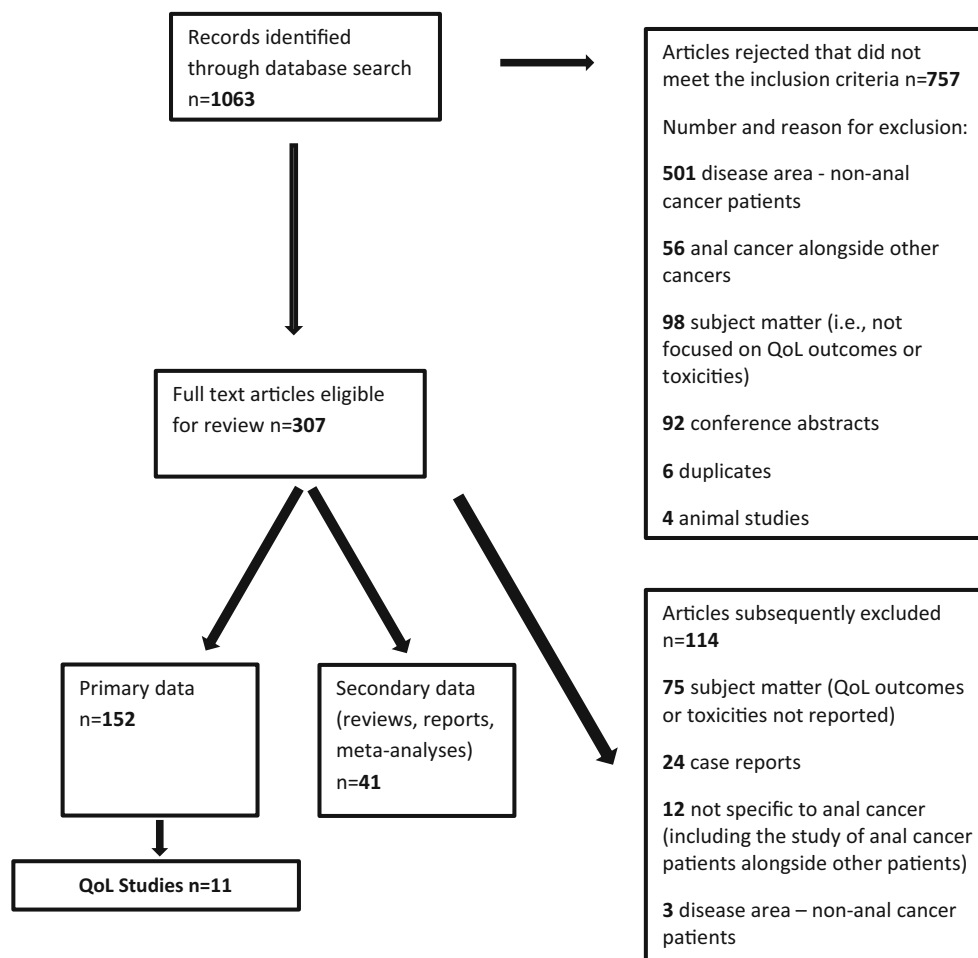 Records identified
through database search
n=1063
Articles rejected that did not
meet the inclusion criteria n=757
Number and reason for exclusion:
501 disease area - non-anal
cancer patients
56 anal cancer alongside other
cancers
98 subject matter (i.e., not
focused on QoL outcomes or
toxicities)
92 conference abstracts
6 duplicates
4 animal studies
Full text articles eligible
for review n=307
Primary data
n=152
Secondary data
(reviews, reports,
meta-analyses)
n=41
QoL Studies n=11
Articles subsequently excluded
n=114
75 subject matter (QoL outcomes
or toxicities not reported)
24 case reports
12 not specific to anal cancer
(including the study of anal cancer
patients alongside other patients)
3 disease area – non-anal cancer
patients